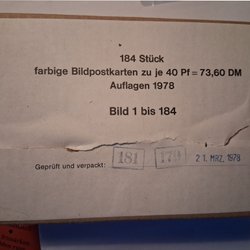 184 Stück
farbige Bildpostkarten zu je 40 Pf = 73,60 DM
Auflagen 1978
Bild 1 bis 184
Geprüft und verpackt: 181 179 21. MRZ. 1978